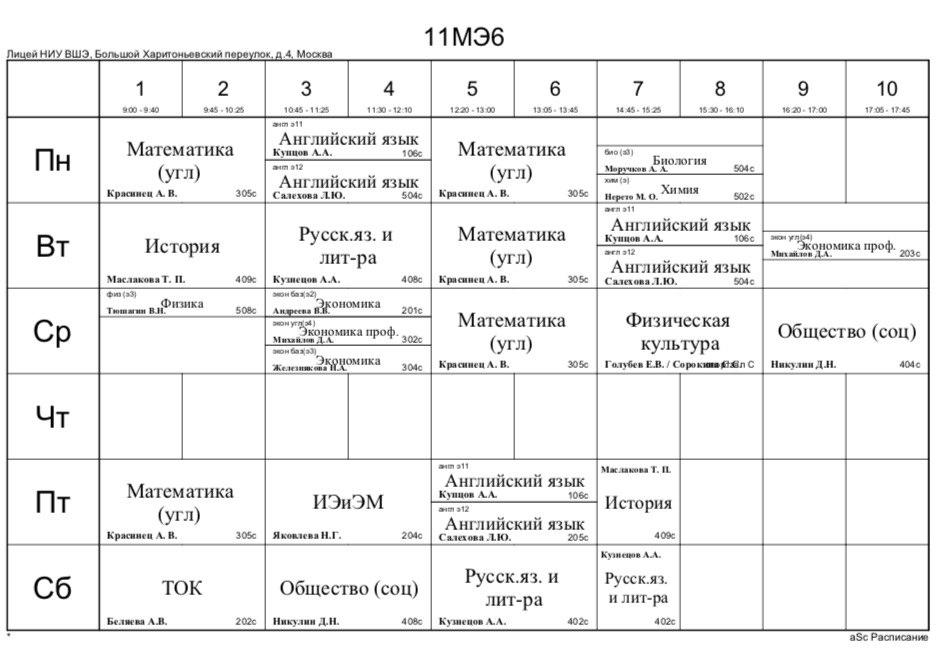 11МЭ6
Лицей НИУ ВШЭ, Большой Харитоньевский переулок, д.4, Москва
1 2 3 4 5 6 7 8 9 10
9:00 - 9:40 9:45 - 10:25 10:45 - 11:25 11:30 - 12:10 12:20 - 13:00 13:05 - 13:45 14:45 - 15:25 15:30 - 16:10 16:20 - 17:00 17:05 - 17:45
Пн
Математика
(угл)
Красинец А. В. 305с
англ э11
Английский язык
Купцов А.А. 106с
англ э12
Английский язык
Салехова Л.Ю. 504с
Математика
(угл)
Красинец А. В. 305с
био (э3)
Биология
Моручков А. А. 504с
хим (э)
Химия
Нерето М. О. 502с
Вт
История
Маслакова Т. П. 409с
Русск.яз. и
лит-ра
Кузнецов А.А. 408с
Математика
(угл)
Красинец А. В. 305с
англ э11
Английский язык
Купцов А.А. 106с
англ э12
Английский язык
Салехова Л.Ю. 504с
экон угл(э4)
Экономика проф.
Михайлов Д.А. 203с
Ср
физ (э3)
Физика
Тюшагин В.Н. 508с
экон баз(э2)
Экономика
Андреева В.В. 201с
экон угл(э4)
Экономика проф.
Михайлов Д.А. 302с
экон баз(э3)
Экономика
Железнякова Н.А. 304с
Математика
(угл)
Красинец А. В. 305с
Физическая
культура
Голубев Е.В. / Сорокина С.С. С
Общество (соц)
Никулин Д.Н. 404с
Чт
Пт
Математика
(угл)
Красинец А. В. 305с
ИЭиЭМ
Яковлева Н.Г. 204с
англ э11
Английский язык
Купцов А.А. 106с
англ э12
Английский язык
Салехова Л.Ю. 205с
Маслакова Т. П.
История
409с
Сб
ТОК
Беляева А.В. 202с
Общество (соц)
Никулин Д.Н. 408с
Русск.яз. и
лит-ра
Кузнецов А.А. 402с
Кузнецов А.А.
Русск.яз.
и лит-ра
402с
*
aSc Расписание